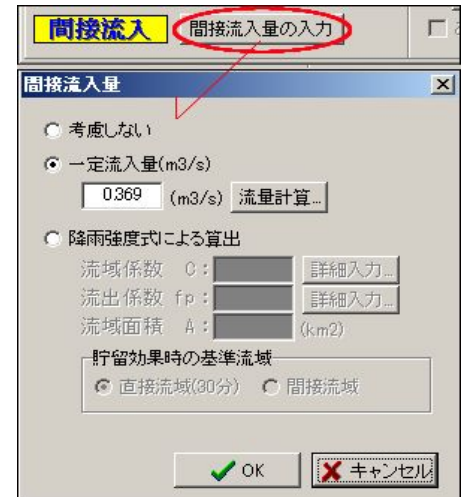 間接流入 間接流入量の入力
間接流入量
考慮しない
一定流入量(m3/s)
0.369 (m3/s) 流量計算...
降雨強度式による算出
流域係数 C: 詳細入力...
流出係数 fp: 詳細入力...
流域面積 A: (km2)
貯留効果時の基準流域
直接流域(30分) 間接流域
OK キャンセル